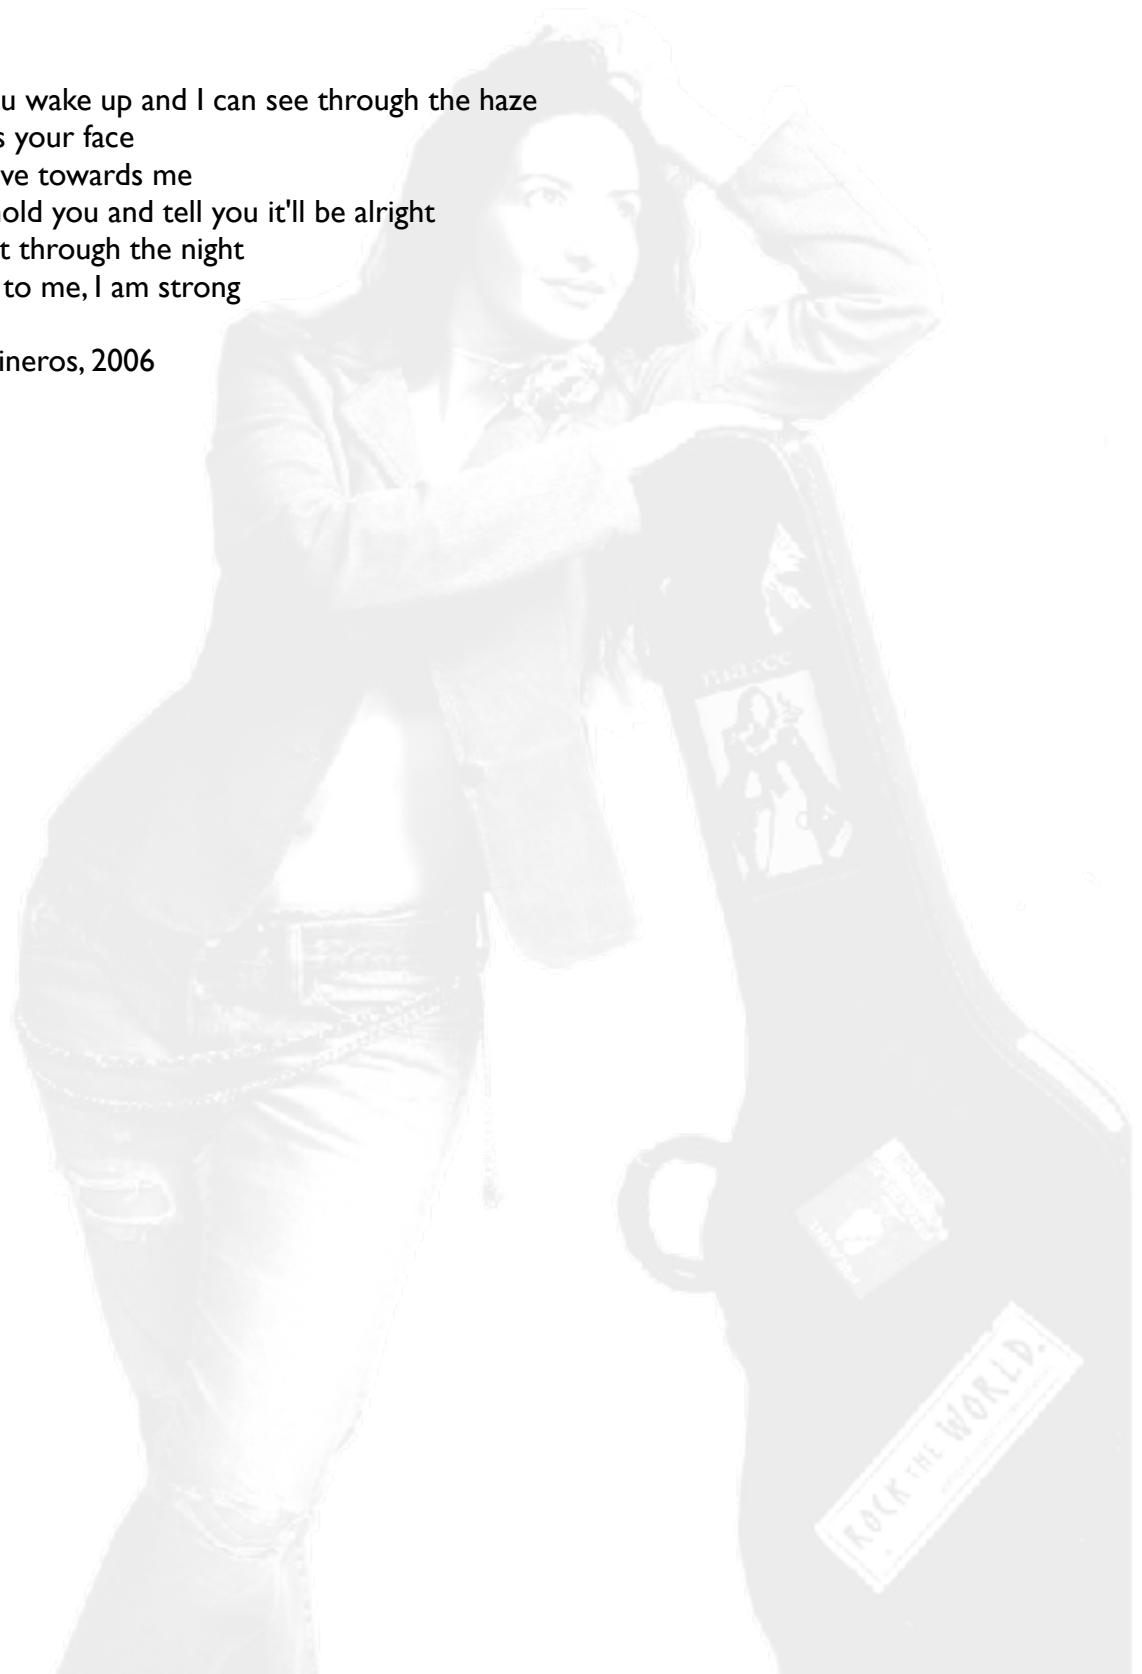 u wake up and I can see through the haze
s your face
ve towards me
hold you and tell you it'll be alright
t through the night
to me, I am strong
ineros, 2006
ROCK THE WORLD.